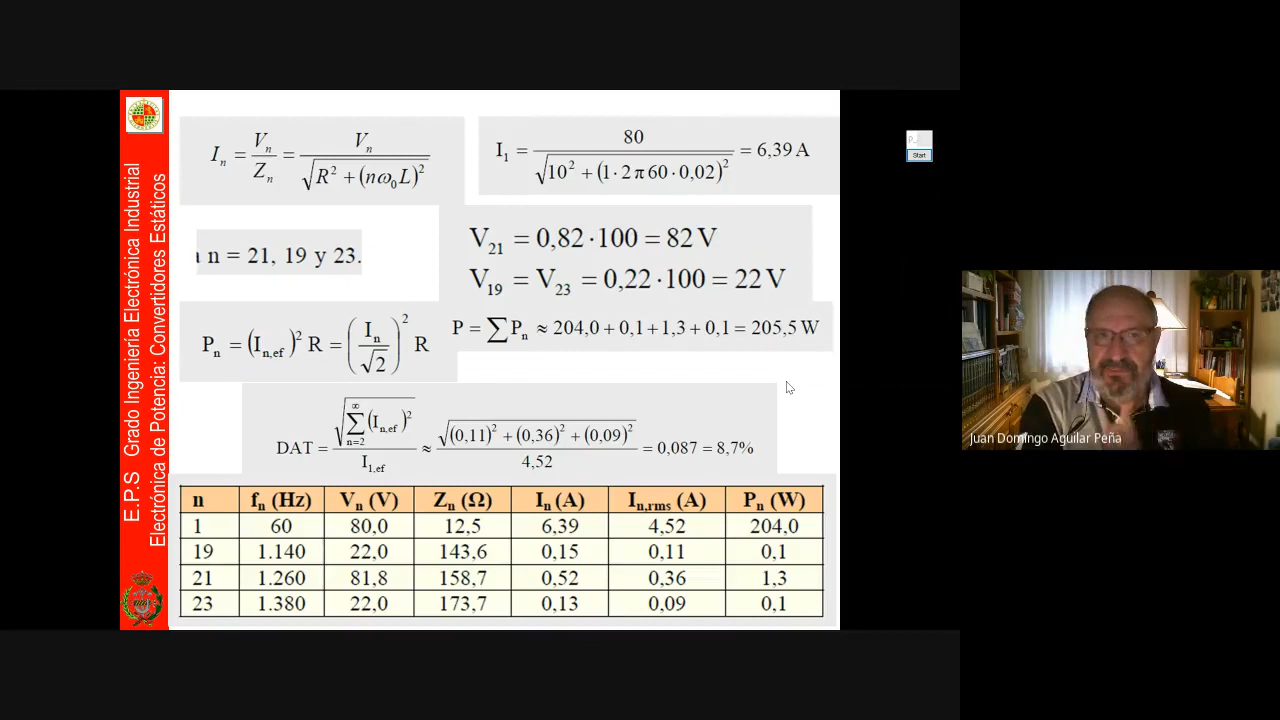 E.P.S Grado Ingeniería Electrónica Industrial
Electrónica de Potencia: Convertidores Estáticos
I_n = V_n / Z_n = V_n / √(R² + (nω₀L)²)
I₁ = 80 / √(10² + (1·2π60·0,02)²) = 6,39 A
n = 21, 19 y 23.
V₂₁ = 0,82·100 = 82 V
V₁₉ = V₂₃ = 0,22·100 = 22 V
P_n = (I_n,ef)² R = (I_n / √2)² R
P = ∑ P_n ≈ 204,0 + 0,1 + 1,3 + 0,1 = 205,5 W
DAT = √(∑_{n=2}^{∞} (I_n,ef)²) / I_1,ef ≈ √((0,11)² + (0,36)² + (0,09)²) / 4,52 = 0,087 = 8,7%
n f_n (Hz) V_n (V) Z_n (Ω) I_n (A) I_n,rms (A) P_n (W)
1 60 80,0 12,5 6,39 4,52 204,0
19 1.140 22,0 143,6 0,15 0,11 0,1
21 1.260 81,8 158,7 0,52 0,36 1,3
23 1.380 22,0 173,7 0,13 0,09 0,1
Start
Juan Domingo Aguilar Peña